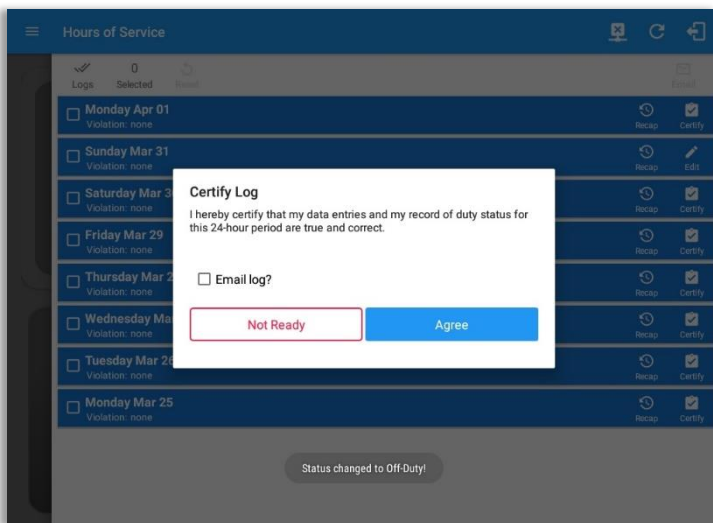 Hours of Service
Logs
0
Selected
Reset
Email
Monday Apr 01
Violation: none
Recap
Certify
Sunday Mar 31
Violation: none
Recap
Edit
Saturday Mar 3
Violation: none
Recap
Certify
Friday Mar 29
Violation: none
Recap
Certify
Thursday Mar 2
Violation: none
Recap
Certify
Wednesday Ma
Violation: none
Recap
Certify
Tuesday Mar 26
Violation: none
Recap
Certify
Monday Mar 25
Violation: none
Recap
Certify
Certify Log
I hereby certify that my data entries and my record of duty status for
this 24-hour period are true and correct.
Email log?
Not Ready
Agree
Status changed to Off-Duty!